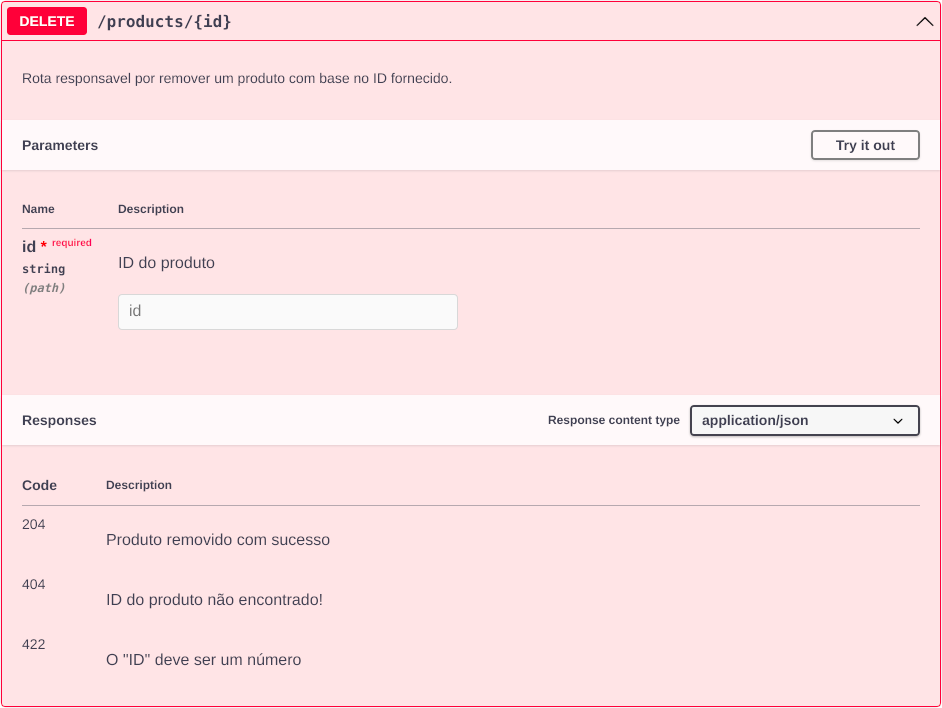 DELETE /products/{id}
Rota responsavel por remover um produto com base no ID fornecido.
Parameters Try it out
Name Description
id * required
string
(path)
ID do produto
id
Responses Response content type application/json
Code Description
204
Produto removido com sucesso
404
ID do produto não encontrado!
422
O "ID" deve ser um número